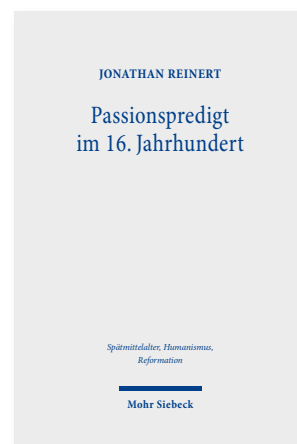 JONATHAN REINERT
Passionspredigt
im 16. Jahrhundert
Spätmittelalter, Humanismus,
Reformation
Mohr Siebeck